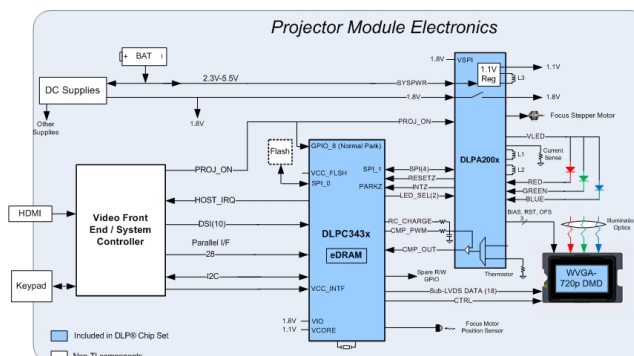 Projector Module Electronics
BAT
DC Supplies
2.3V-5.5V
SYSPWR
1.8V
VSPI
1.1V
Reg
1.1V
L3
1.8V
1.8V
1.8V
Other
Supplies
PROJ_ON
Focus Stepper Motor
GPIO_8 (Normal Park)
VLED
Flash
VCC_FLSH
SPI_0
SPI_1
PARKZ
DLPA200x
Current
Sense
L1
L2
PROJ_ON
SPI(4)
RESETZ
INTZ
LED_SEL(2)
RED
GREEN
BLUE
HOST_IRQ
HDMI
Video Front
End / System
Controller
DSI(10)
DLPC343x
eDRAM
RC_CHARGE
CMP_PWM
CMP_OUT
BIAS, RST, OFS
3
Illumination
Optics
Parallel I/F
28
Thermistor
Keypad
I2C
VCC_INTF
Spare R/W
GPIO
Sub-LVDS DATA (18)
CTRL
WVGA-
720p DMD
1.8V
VIO
1.1V
VCORE
Focus Motor
Position Sensor
Included in DLP® Chip Set
Non-TI components